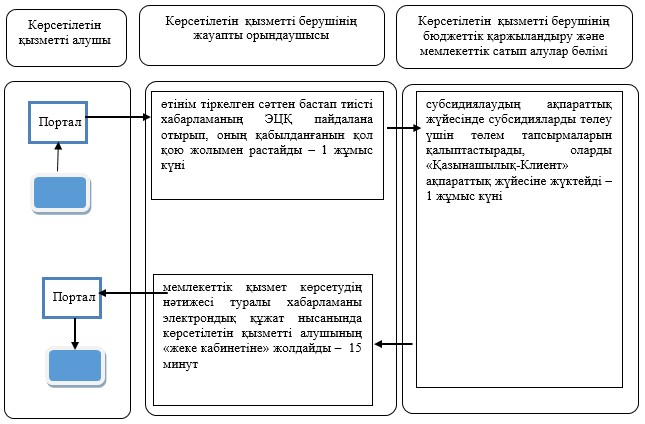 Көрсетілетін
қызметті алушы
Көрсетілетін қызметті берушінің
жауапты орындаушысы
Көрсетілетін қызметті берушінің
бюджеттік қаржыландыру және
мемлекеттік сатып алулар бөлімі
Портал
өтінім тіркелген сәттен бастап тиісті
хабарламаның ЭЦҚ пайдалана
отырып, оның қабылданғанын қол
қою жолымен растайды – 1 жұмыс
күні
субсидиялаудың ақпараттық
жүйесінде субсидияларды төлеу
үшін төлем тапсырмаларын
қалыптастырады, оларды
«Қазынашылық-Клиент»
ақпараттық жүйесіне жүктейді –
1 жұмыс күні
Портал
мемлекеттік қызмет көрсетудің
нәтижесі туралы хабарламаны
электрондық құжат нысанында
көрсетілетін қызметті алушының
«жеке кабинетіне» жолдайды – 15
минут